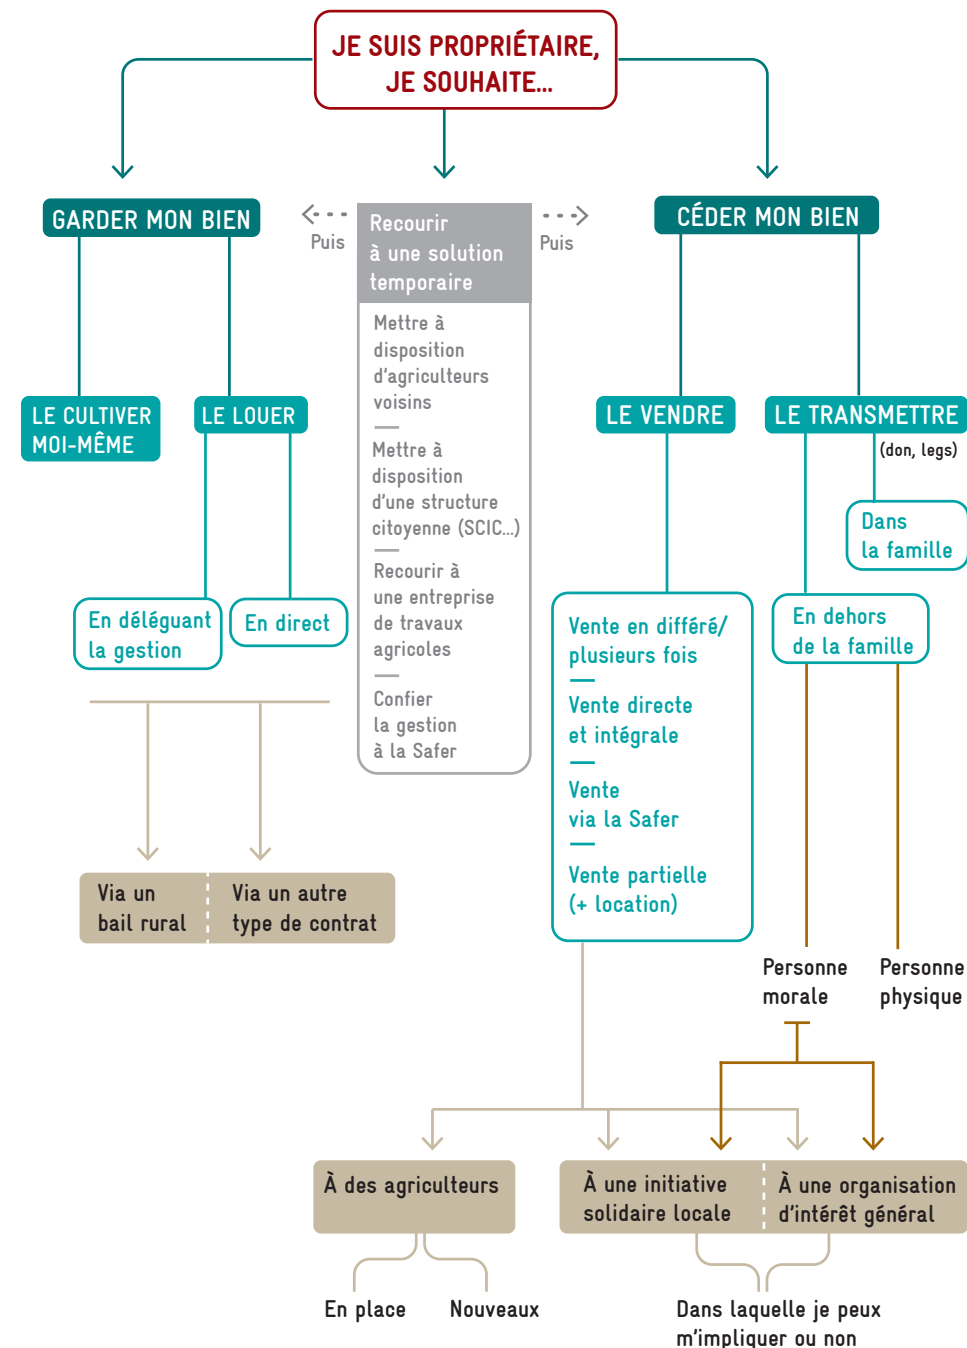 JE SUIS PROPRIÉTAIRE,
JE SOUHAITE...
GARDER MON BIEN
Puis
Recourir
à une solution
temporaire
Puis
CÉDER MON BIEN
Mettre à
disposition
d'agriculteurs
voisins
Mettre à
disposition
d'une structure
citoyenne (SCIC...)
Recourir à
une entreprise
de travaux
agricoles
Confier
la gestion
à la Safer
LE CULTIVER
MOI-MÊME
LE LOUER
LE VENDRE
LE TRANSMETTRE
(don, legs)
Dans
la famille
En déléguant
la gestion
En direct
Vente en différé/
plusieurs fois
Vente directe
et intégrale
Vente
via la Safer
Vente partielle
(+ location)
En dehors
de la famille
Via un
bail rural
Via un autre
type de contrat
Personne
morale
Personne
physique
À des agriculteurs
À une initiative
solidaire locale
À une organisation
d'intérêt général
En place
Nouveaux
Dans laquelle je peux
m'impliquer ou non